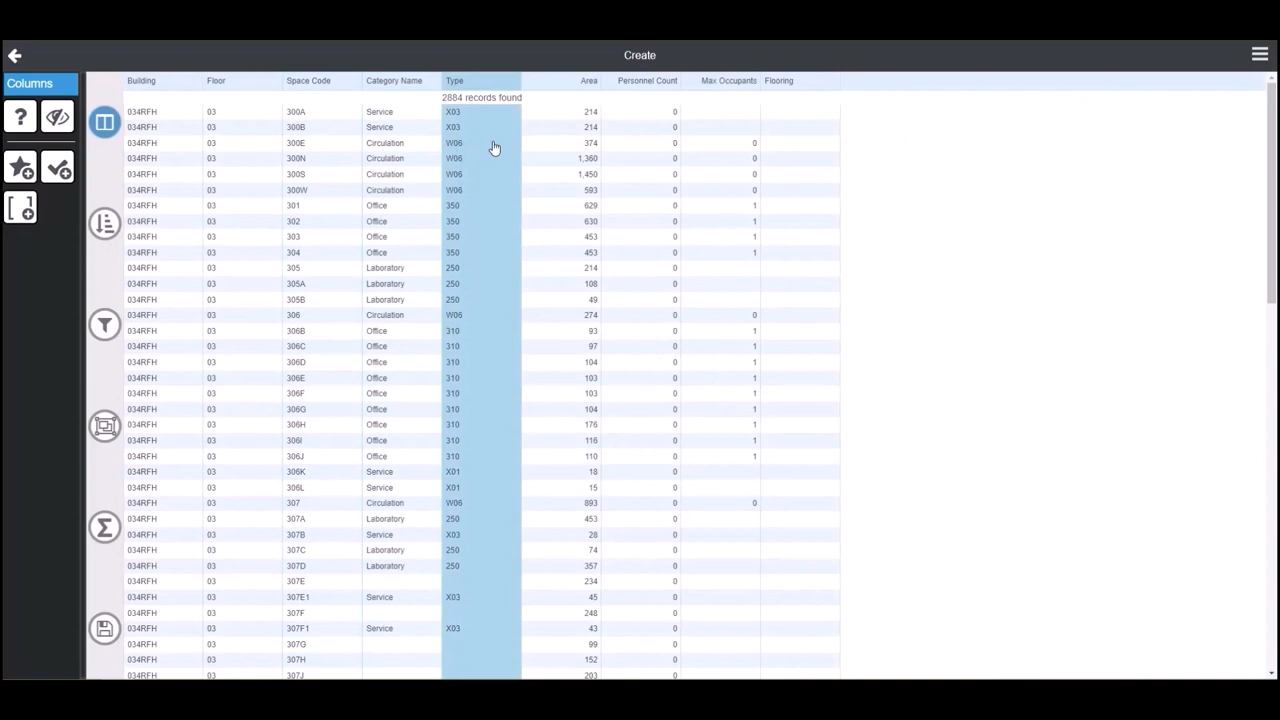 Create
Columns
Building Floor Space Code Category Name Type Area Personnel Count Max Occupants Flooring
2884 records found
034RFH 03 300A Service X03 214 0
034RFH 03 300B Service X03 214 0
034RFH 03 300E Circulation W06 374 0 0
034RFH 03 300N Circulation W06 1,360 0 0
034RFH 03 300S Circulation W06 1,450 0 0
034RFH 03 300W Circulation W06 593 0 0
034RFH 03 301 Office 350 629 0 1
034RFH 03 302 Office 350 630 0 1
034RFH 03 303 Office 350 453 0 1
034RFH 03 304 Office 350 453 0 1
034RFH 03 305 Laboratory 250 214 0
034RFH 03 305A Laboratory 250 108 0
034RFH 03 305B Laboratory 250 49 0
034RFH 03 306 Circulation W06 274 0 0
034RFH 03 306B Office 310 93 0 1
034RFH 03 306C Office 310 97 0 1
034RFH 03 306D Office 310 104 0 1
034RFH 03 306E Office 310 103 0 1
034RFH 03 306F Office 310 103 0 1
034RFH 03 306G Office 310 104 0 1
034RFH 03 306H Office 310 176 0 1
034RFH 03 306I Office 310 116 0 1
034RFH 03 306J Office 310 110 0 1
034RFH 03 306K Service X01 18 0
034RFH 03 306L Service X01 15 0
034RFH 03 307 Circulation W06 893 0 0
034RFH 03 307A Laboratory 250 453 0
034RFH 03 307B Service X03 28 0
034RFH 03 307C Laboratory 250 74 0
034RFH 03 307D Laboratory 250 357 0
034RFH 03 307E 234 0
034RFH 03 307E1 Service X03 45 0
034RFH 03 307F 248 0
034RFH 03 307F1 Service X03 43 0
034RFH 03 307G 99 0
034RFH 03 307H 152 0
034RFH 03 307J 203 0